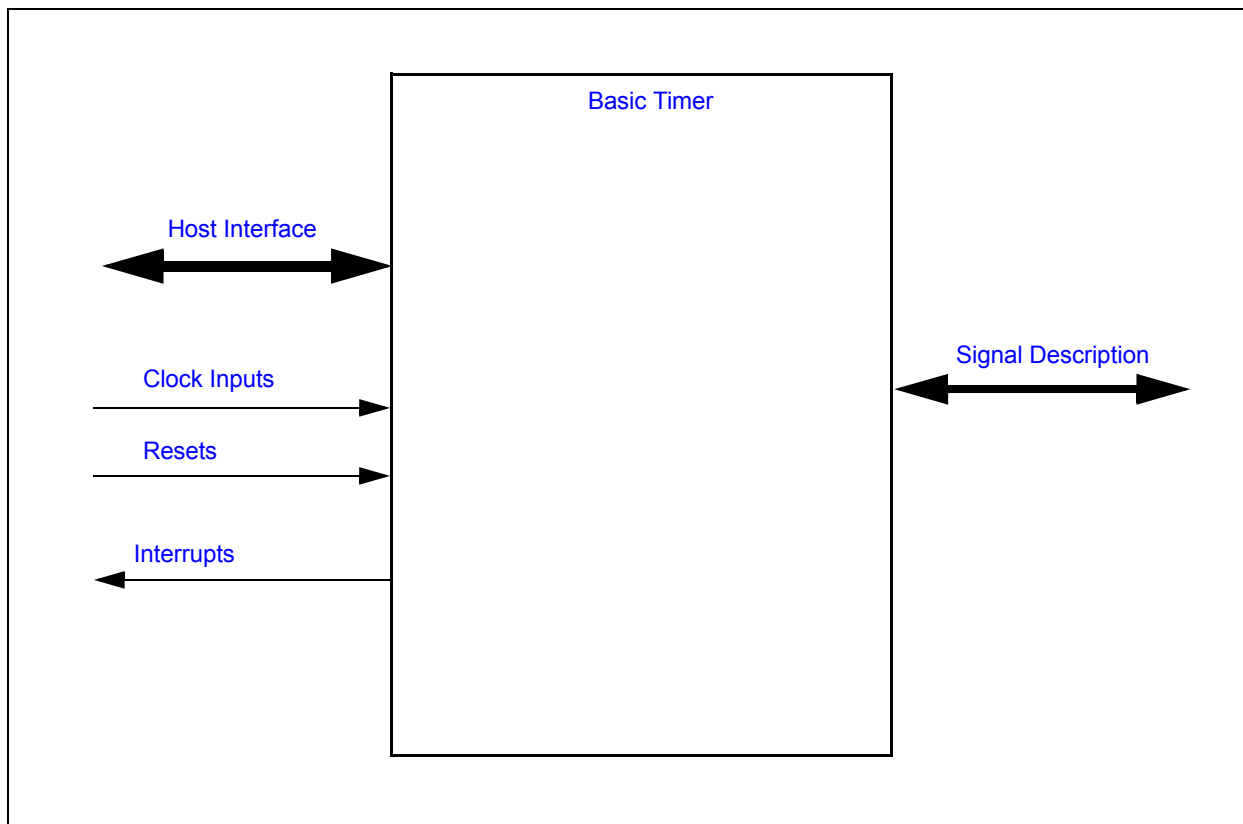 Basic Timer
Host Interface
Signal Description
Clock Inputs
Resets
Interrupts